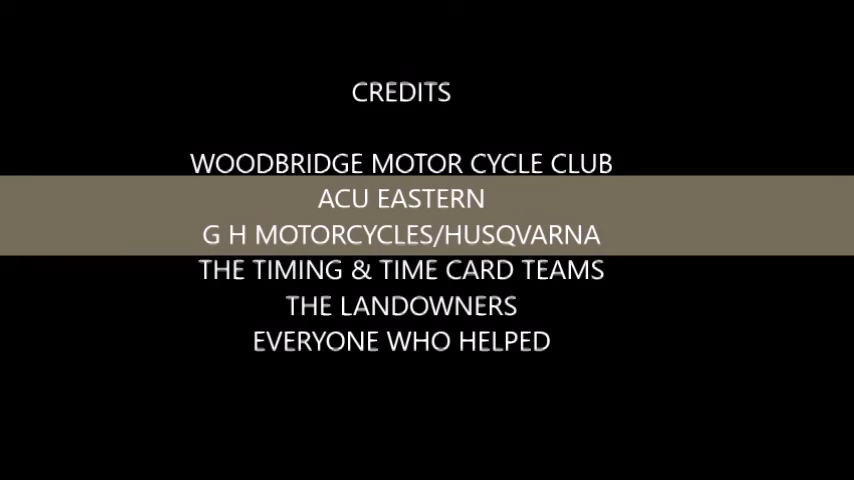 CREDITS
WOODBRIDGE MOTOR CYCLE CLUB
ACU EASTERN
G H MOTORCYCLES/HUSQVARNA
THE TIMING & TIME CARD TEAMS
THE LANDOWNERS
EVERYONE WHO HELPED